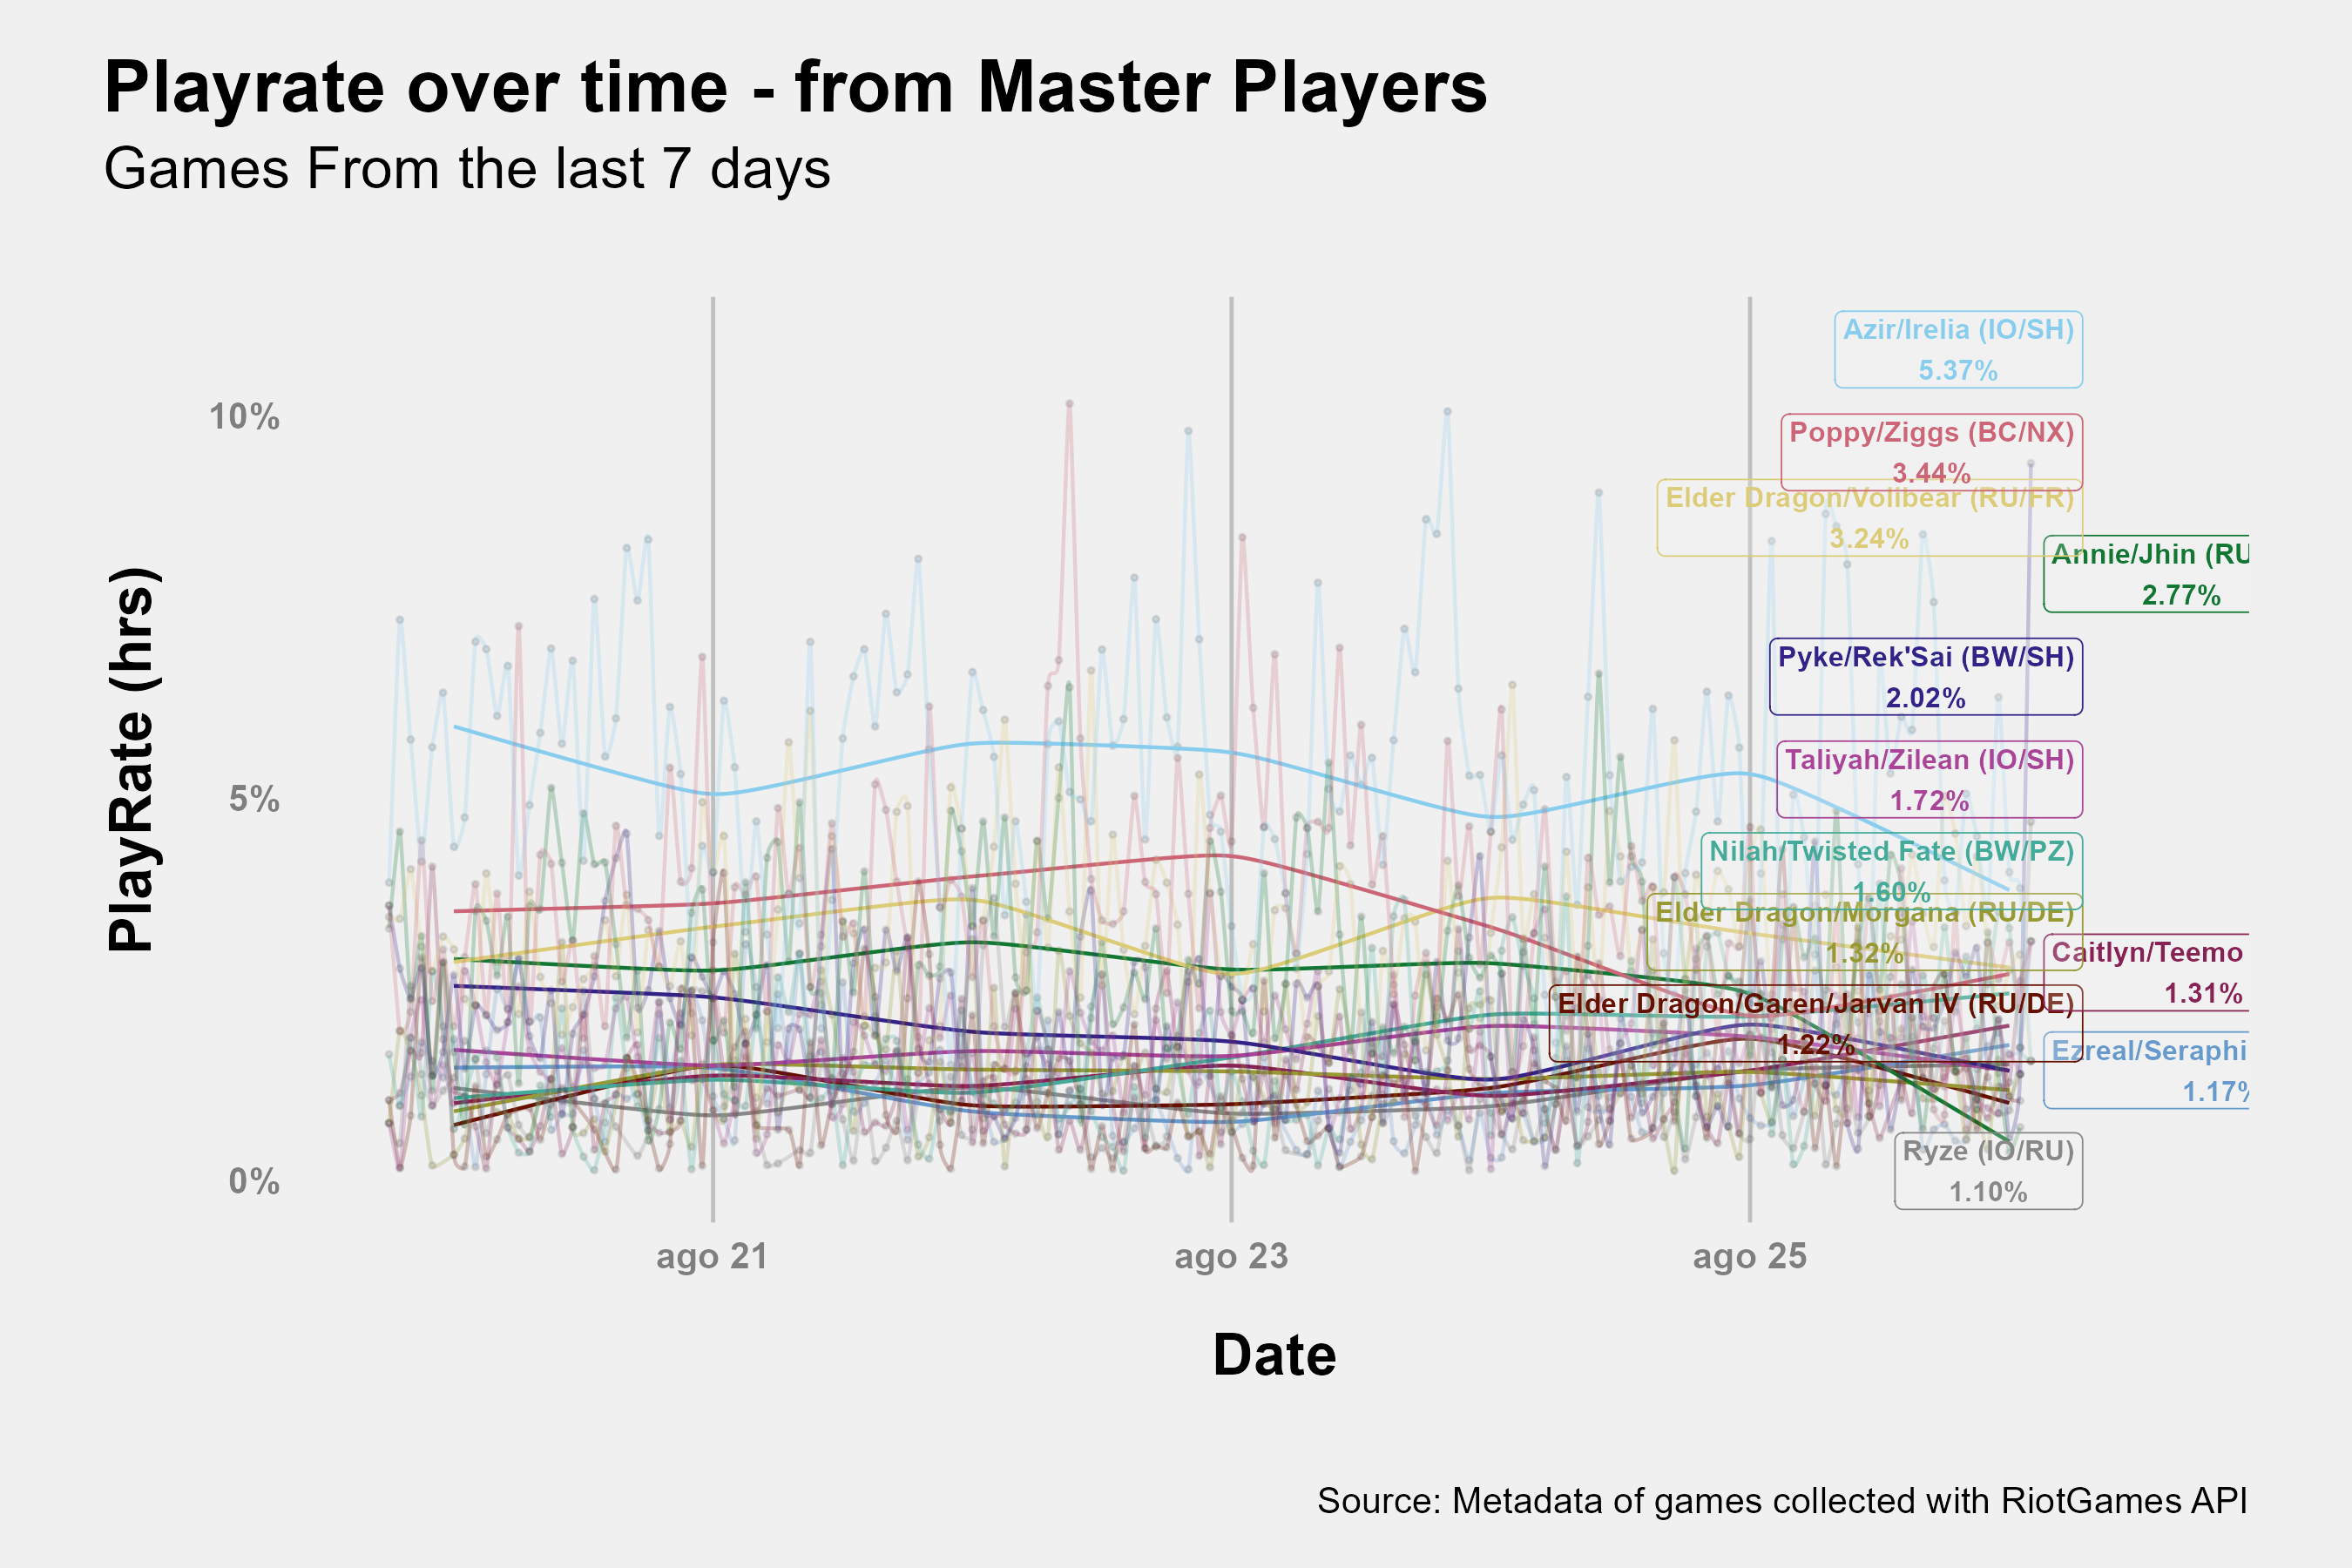 Playrate over time - from Master Players
Games From the last 7 days
PlayRate (hrs)
10%
5%
0%
Azir/Irelia (IO/SH)
5.37%
Poppy/Ziggs (BC/NX)
3.44%
Elder Dragon/Volibear (RU/FR)
3.24%
Annie/Jhin (RU
2.77%
Pyke/Rek'Sai (BW/SH)
2.02%
Taliyah/Zilean (IO/SH)
1.72%
Nilah/Twisted Fate (BW/PZ)
1.60%
Elder Dragon/Morgana (RU/DE)
1.32%
Caitlyn/Teemo
1.31%
Elder Dragon/Garen/Jarvan IV (RU/DE)
1.22%
Ezreal/Seraphi
1.17%
Ryze (IO/RU)
1.10%
ago 21
ago 23
ago 25
Date
Source: Metadata of games collected with RiotGames API